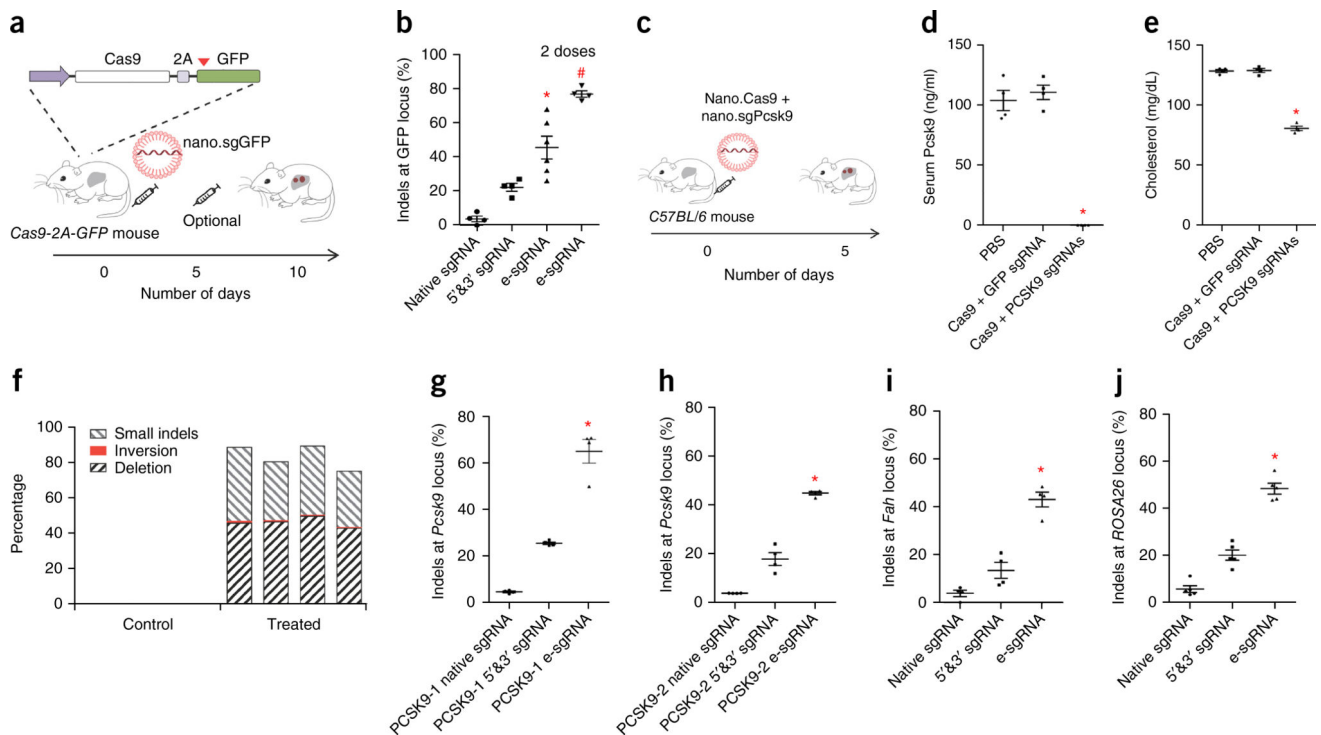 a
Cas9
2A
GFP
nano.sgGFP
Optional
Cas9-2A-GFP mouse
0
5
10
Number of days
b
2 doses
#
*
Indels at GFP locus (%)
100
80
60
40
20
0
Native sgRNA
5'&3' sgRNA
e-sgRNA
e-sgRNA
c
Nano.Cas9 +
nano.sgPcsk9
C57BL/6 mouse
0
5
Number of days
d
Serum Pcsk9 (ng/ml)
150
100
50
0
*
PBS
Cas9 + GFP sgRNA
Cas9 + PCSK9 sgRNAs
e
Cholesterol (mg/dL)
150
100
50
0
*
PBS
Cas9 + GFP sgRNA
Cas9 + PCSK9 sgRNAs
f
Percentage
100
80
60
40
20
0
Small indels
Inversion
Deletion
Control
Treated
g
Indels at Pcsk9 locus (%)
80
60
40
20
0
*
PCSK9-1 native sgRNA
PCSK9-1 5'&3' sgRNA
PCSK9-1 e-sgRNA
h
Indels at Pcsk9 locus (%)
80
60
40
20
0
*
PCSK9-2 native sgRNA
PCSK9-2 5'&3' sgRNA
PCSK9-2 e-sgRNA
i
Indels at Fah locus (%)
80
60
40
20
0
*
Native sgRNA
5'&3' sgRNA
e-sgRNA
j
Indels at ROSA26 locus (%)
80
60
40
20
0
*
Native sgRNA
5'&3' sgRNA
e-sgRNA